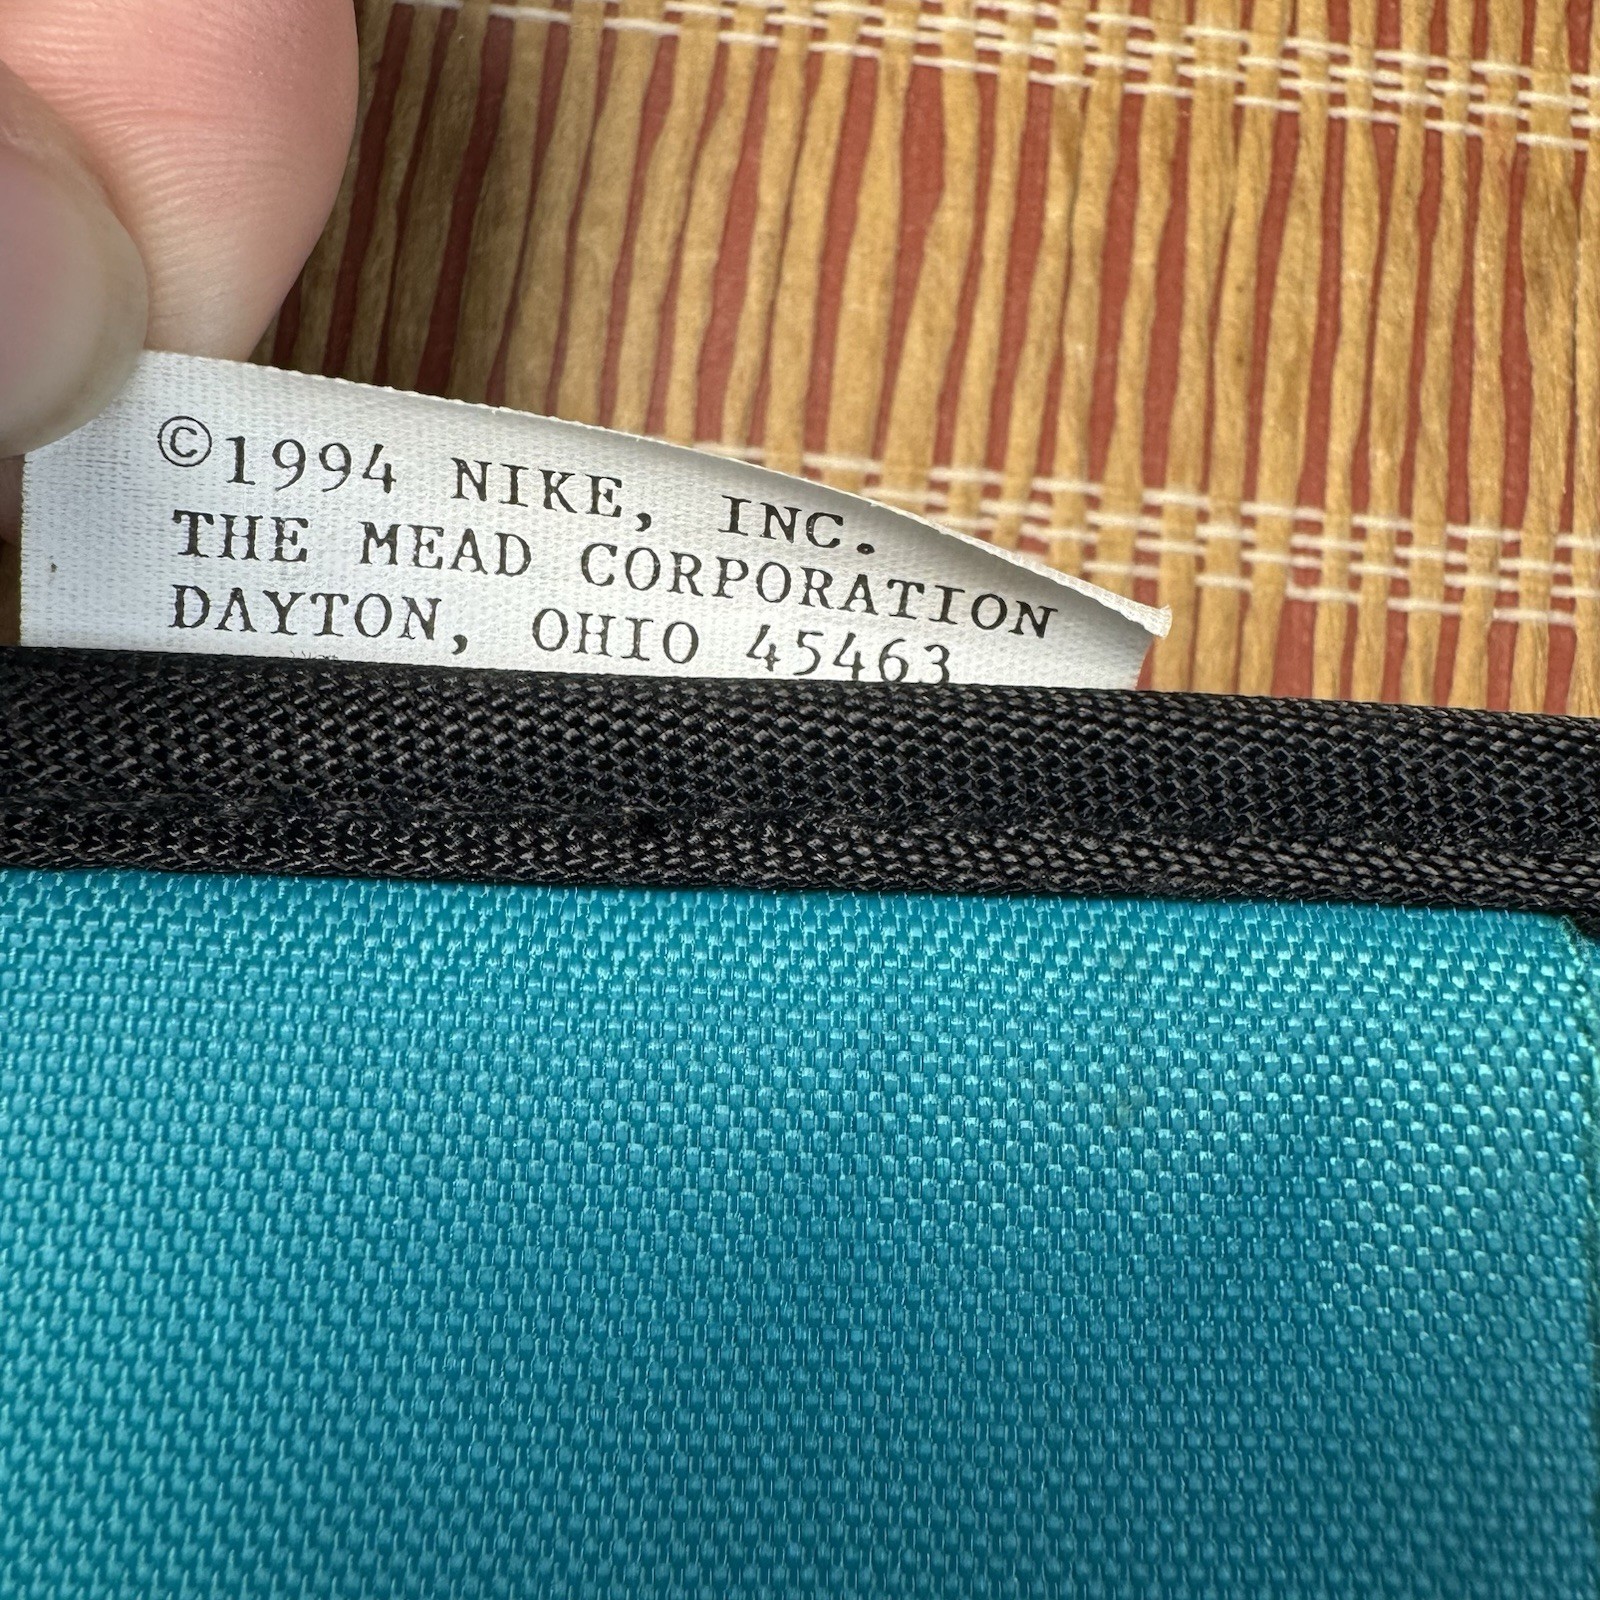 ©1994 NIKE, INC.
THE MEAD CORPORATION
DAYTON, OHIO 45463